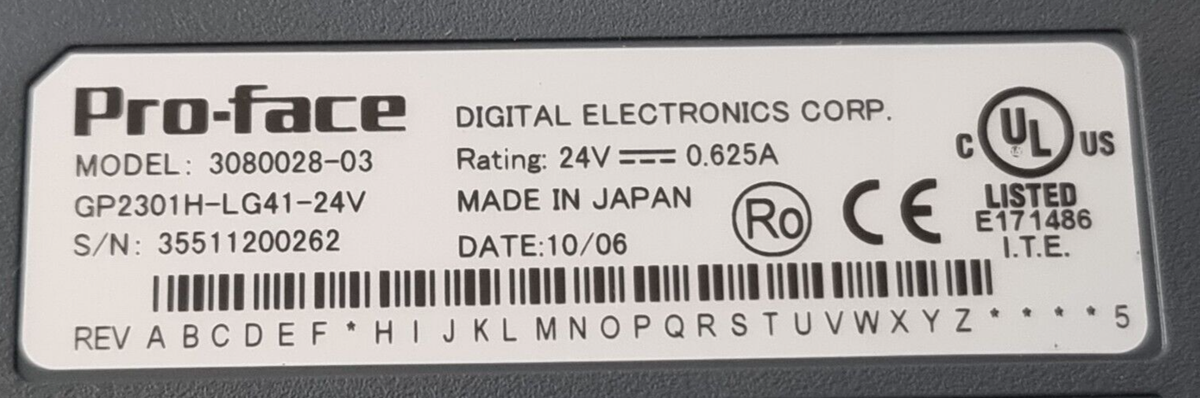 Pro-face
MODEL: 3080028-03
GP2301H-LG41-24V
S/N: 35511200262
DIGITAL ELECTRONICS CORP.
Rating: 24V ⎓ 0.625A
MADE IN JAPAN
DATE:10/06
Ro
CE
C UL US
LISTED
E171486
I.T.E.
REV A B C D E F * H I J K L M N O P Q R S T U V W X Y Z * * * * 5